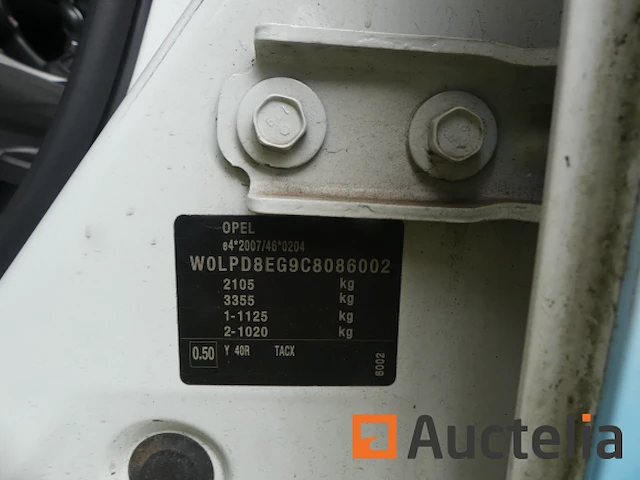 OPEL
e4*2007/46*0204
W0LPD8EG9C8086002
2105 kg
3355 kg
1-1125 kg
2-1020 kg
0.50 Y 40R TACX
6002
Auctelia